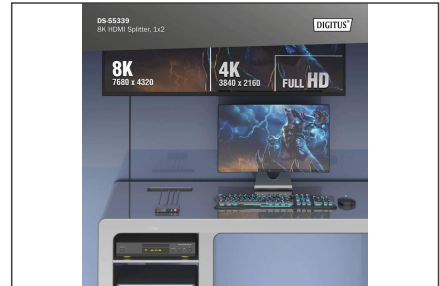 DS-55339
8K HDMI Splitter, 1x2
DIGITUS®
8K
7680 x 4320
4K
3840 x 2160
FULL HD